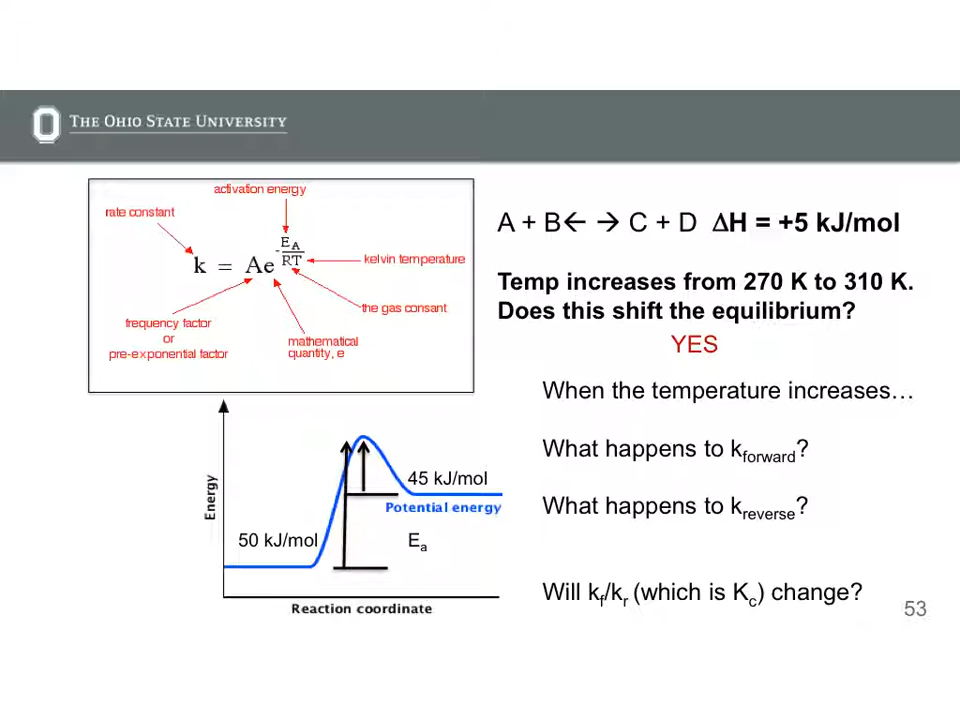 THE OHIO STATE UNIVERSITY
activation energy
rate constant
k = Ae^-E_A/RT
kelvin temperature
the gas consant
frequency factor
or
pre-exponential factor
mathematical
quantity, e
A + B← → C + D ΔH = +5 kJ/mol
Temp increases from 270 K to 310 K.
Does this shift the equilibrium?
YES
When the temperature increases…
What happens to k_forward?
What happens to k_reverse?
Will k_f/k_r (which is K_c) change?
Energy
45 kJ/mol
Potential energy
50 kJ/mol
E_a
Reaction coordinate
53